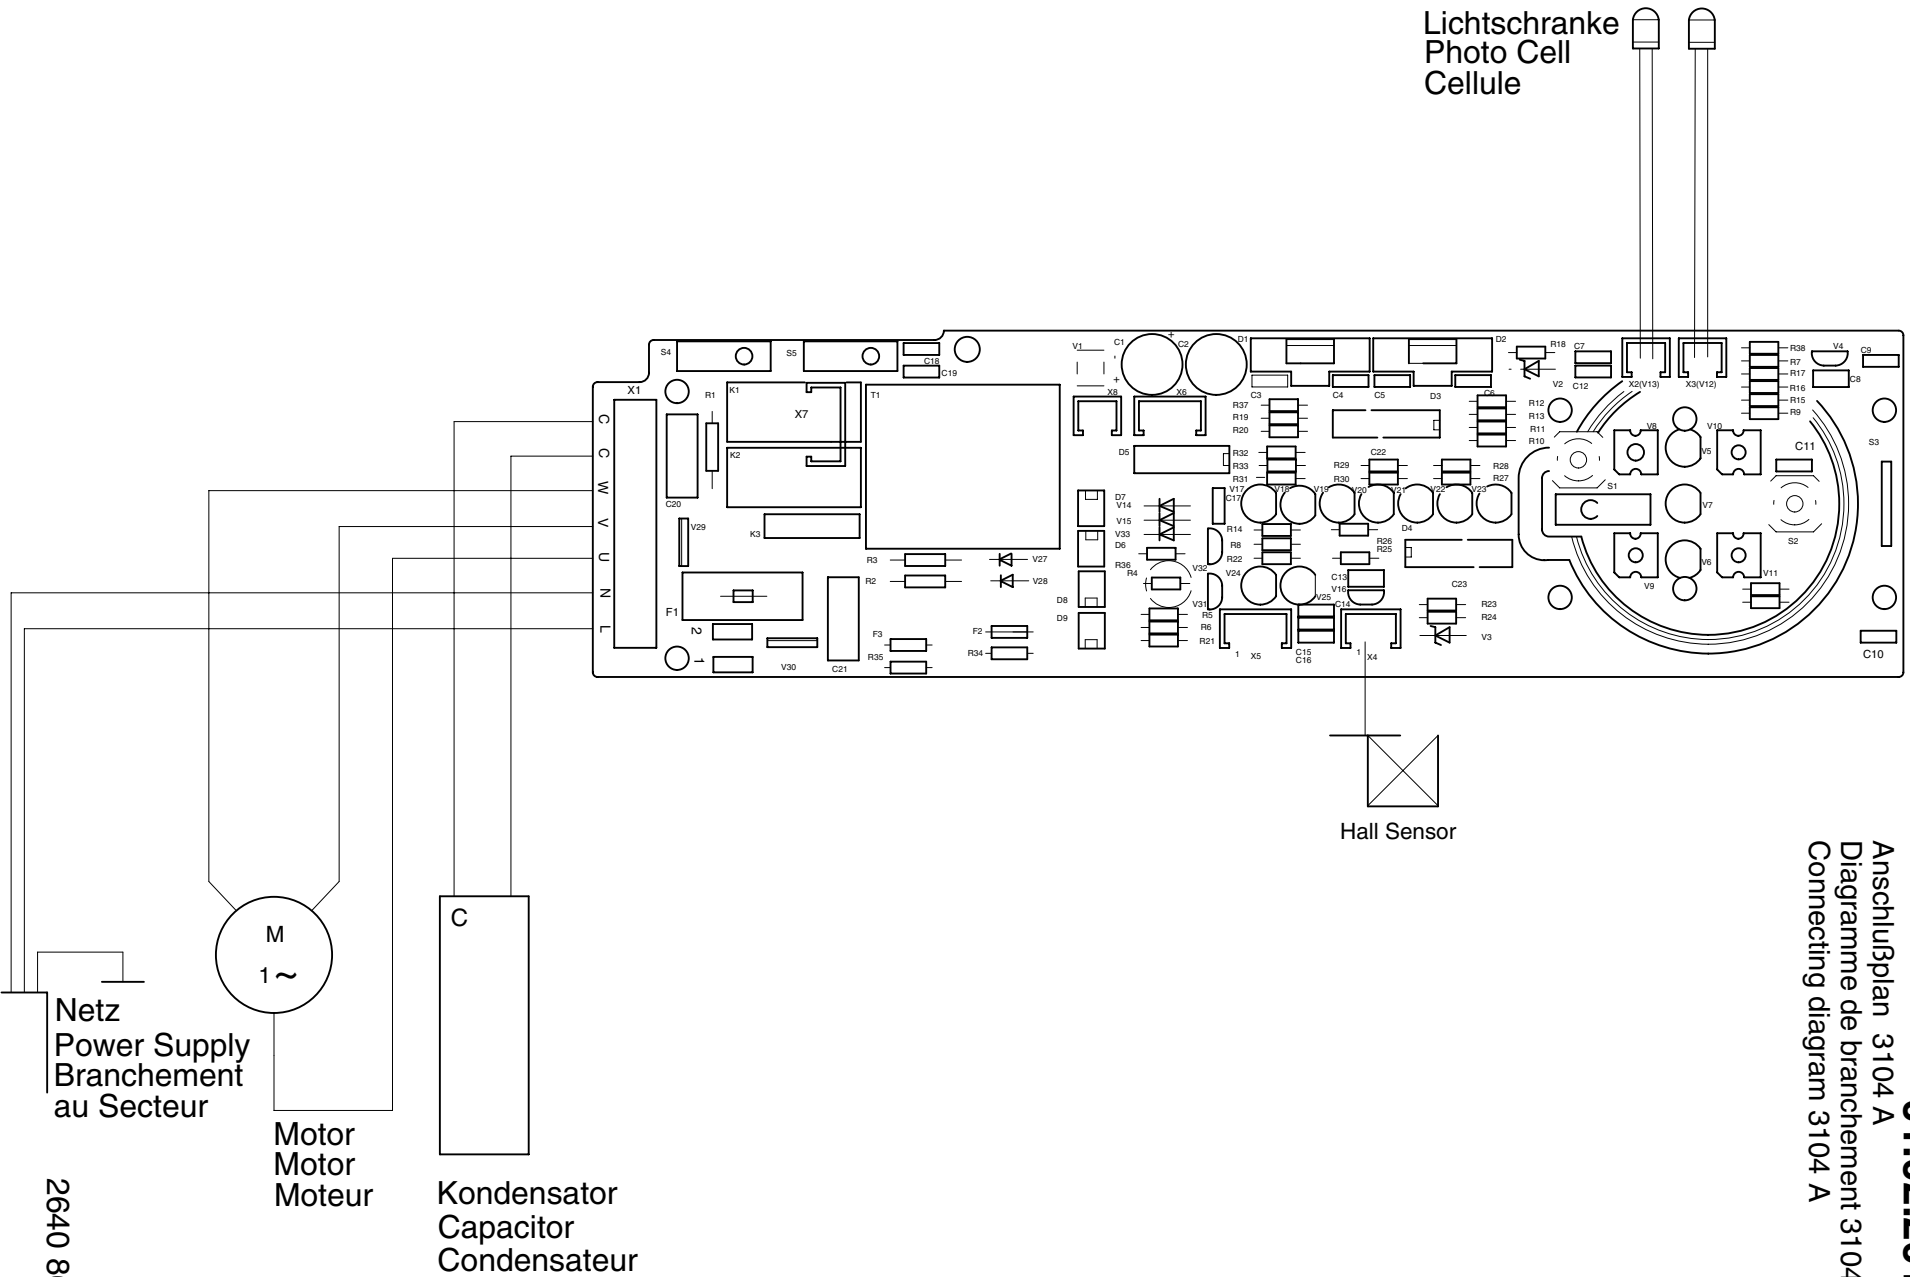 Lichtschranke
Photo Cell
Cellule
S4
S5
C18
C19
V1
C1
+
+
C2
D1
D2
R18
C7
V2
C12
X2(V13)
X3(V12)
R38
R7
R17
R16
R15
R9
V4
C9
C8
X1
R1
K1
X7
K2
T1
X8
X6
C3
C4
C5
D3
C6
R37
R19
R20
R12
R13
R11
R10
V8
V10
V5
C11
S3
C
C
W
V
U
N
L
C20
V29
K3
D5
R32
R33
R31
C22
R29
R30
R28
R27
V17
V18
V19
V20
V21
V22
V23
C17
D7
V14
V15
V33
D6
R36
R4
R14
R8
R22
D4
R26
R25
S1
C
V7
S2
V6
V9
V11
R3
R2
V27
V28
V32
V24
C13
V16
C14
V25
C23
F1
2
1
V30
C21
F3
R35
F2
R34
D8
D9
V31
R5
R6
R21
1
X5
C15
C16
1
X4
R23
R24
V3
C10
Hall Sensor
M
1~
C
Netz
Power Supply
Branchement
au Secteur
Motor
Motor
Moteur
Kondensator
Capacitor
Condensateur
Anschlußplan 3104 A
Diagramme de branchement 3104
Connecting diagram 3104 A
2640